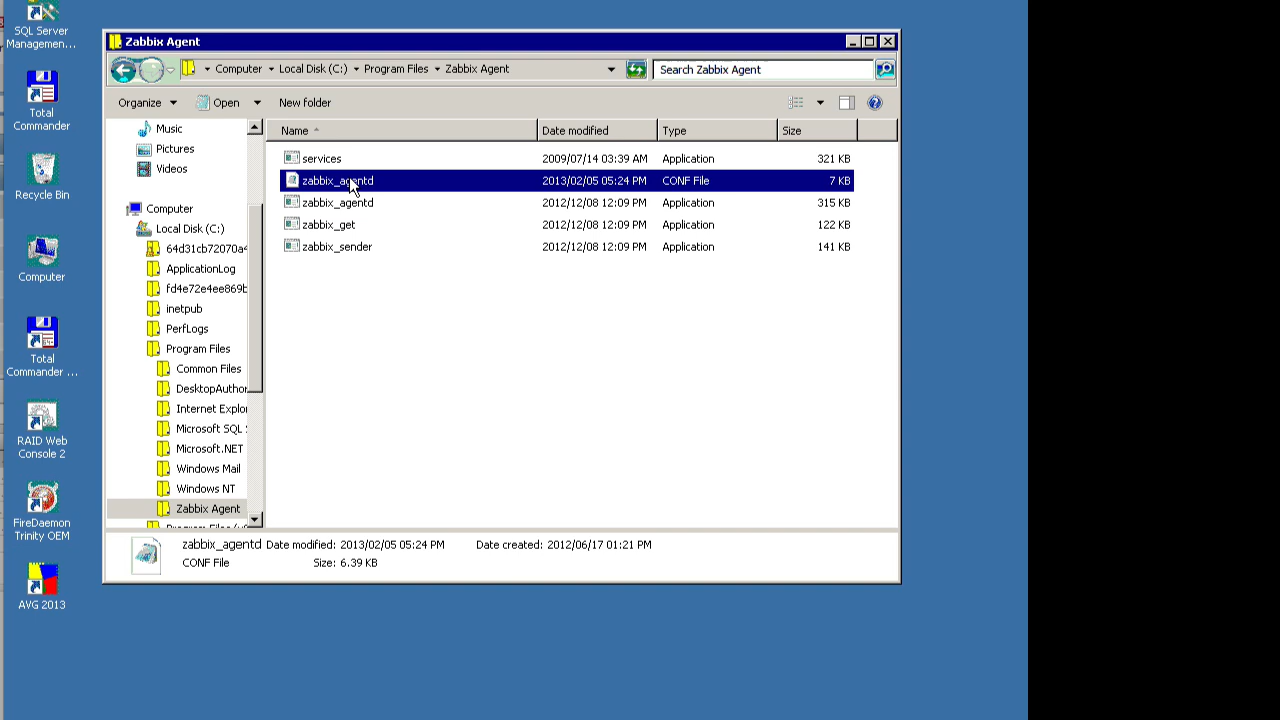 SQL Server
Managemen...
Total
Commander
Recycle Bin
Computer
Total
Commander ...
RAID Web
Console 2
FireDaemon
Trinity OEM
AVG 2013
Zabbix Agent
Computer Local Disk (C:) Program Files Zabbix Agent
Search Zabbix Agent
Organize Open New folder
Music
Pictures
Videos
Computer
Local Disk (C:)
64d31cb72070a4
ApplicationLog
fd4e72e4ee869b
inetpub
PerfLogs
Program Files
Common Files
DesktopAuthor
Internet Explo
Microsoft SQL
Microsoft.NET
Windows Mail
Windows NT
Zabbix Agent
Name Date modified Type Size
services 2009/07/14 03:39 AM Application 321 KB
zabbix_agentd 2013/02/05 05:24 PM CONF File 7 KB
zabbix_agentd 2012/12/08 12:09 PM Application 315 KB
zabbix_get 2012/12/08 12:09 PM Application 122 KB
zabbix_sender 2012/12/08 12:09 PM Application 141 KB
zabbix_agentd Date modified: 2013/02/05 05:24 PM Date created: 2012/06/17 01:21 PM
CONF File Size: 6.39 KB